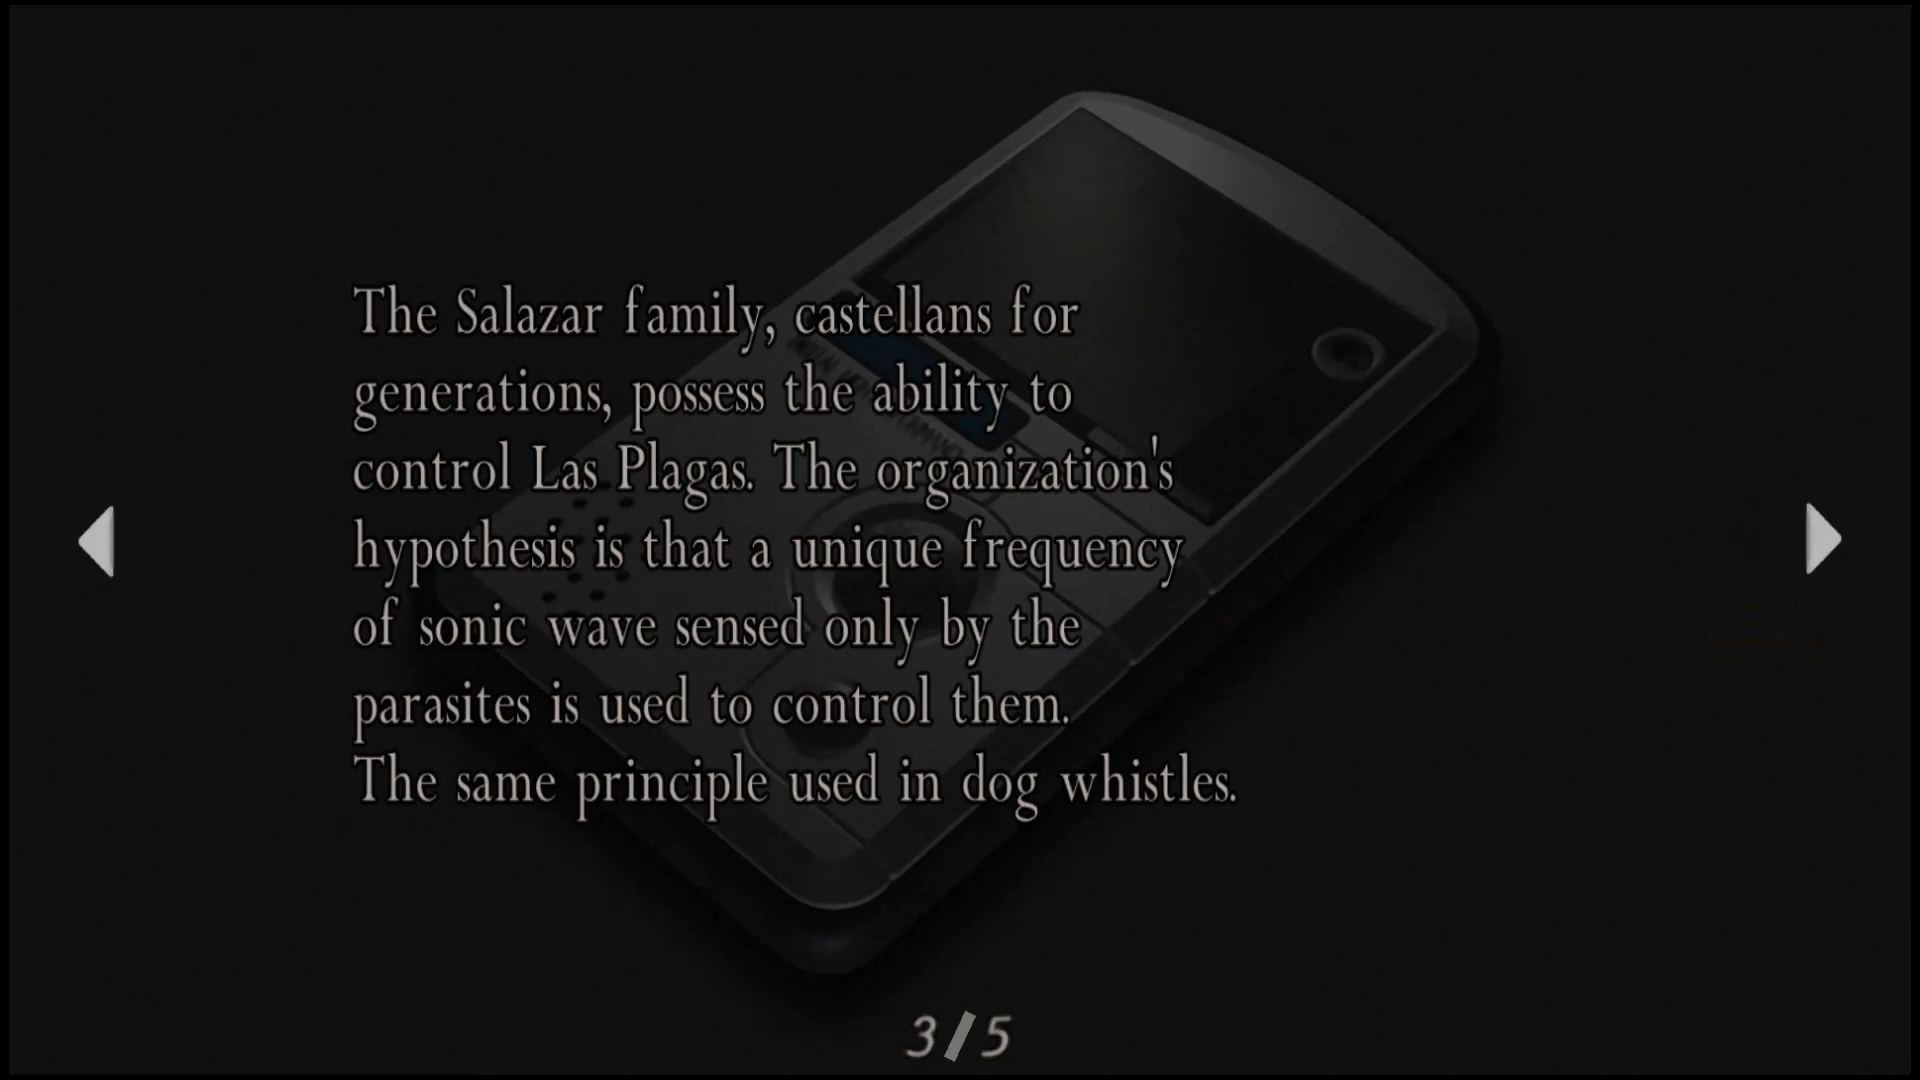 The Salazar family, castellans for
generations, possess the ability to
control Las Plagas. The organization's
hypothesis is that a unique frequency
of sonic wave sensed only by the
parasites is used to control them.
The same principle used in dog whistles.
3/5